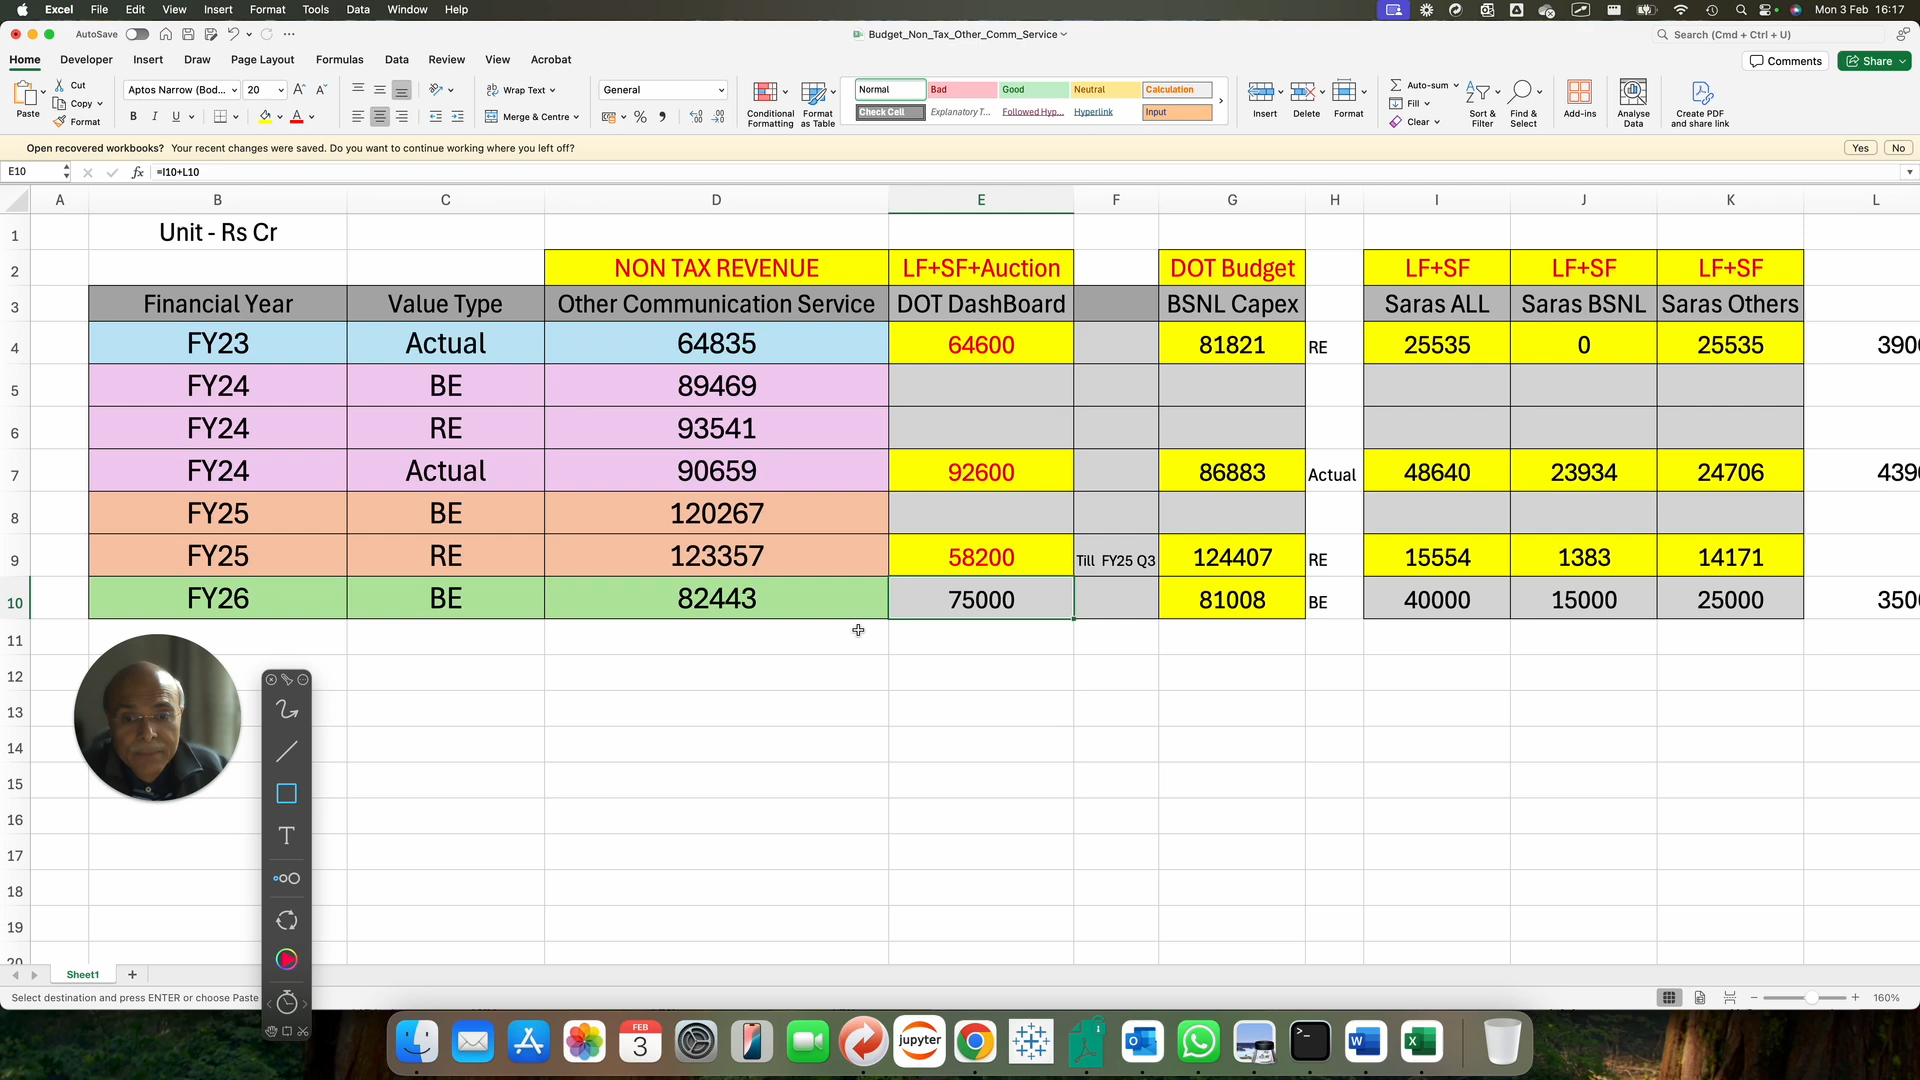 Excel File Edit View Insert Format Tools Data Window Help Mon 3 Feb 16:17
AutoSave Budget_Non_Tax_Other_Comm_Service Search (Cmd + Ctrl + U)
Home Developer Insert Draw Page Layout Formulas Data Review View Acrobat Comments Share
Paste Cut Copy Format
Aptos Narrow (Bod... 20 A A
B I U A
Wrap Text
Merge & Centre
General
% ,
Conditional Formatting
Format as Table
Normal Bad Good Neutral Calculation
Check Cell Explanatory T... Followed Hyp... Hyperlink Input
Insert Delete Format
Auto-sum
Fill
Clear
Sort & Filter
Find & Select
Add-ins
Analyse Data
Create PDF and share link
Open recovered workbooks? Your recent changes were saved. Do you want to continue working where you left off? Yes No
E10 fx =I10+L10
A B C D E F G H I J K L
1 Unit - Rs Cr
2 NON TAX REVENUE LF+SF+Auction DOT Budget LF+SF LF+SF LF+SF
3 Financial Year Value Type Other Communication Service DOT DashBoard BSNL Capex Saras ALL Saras BSNL Saras Others
4 FY23 Actual 64835 64600 81821 RE 25535 0 25535 390
5 FY24 BE 89469
6 FY24 RE 93541
7 FY24 Actual 90659 92600 86883 Actual 48640 23934 24706 439
8 FY25 BE 120267
9 FY25 RE 123357 58200 Till FY25 Q3 124407 RE 15554 1383 14171
10 FY26 BE 82443 75000 81008 BE 40000 15000 25000 350
11
12
13
14
15
16
17
18
19
20
T
Sheet1 +
Select destination and press ENTER or choose Paste 160%
FEB
3
jupyter